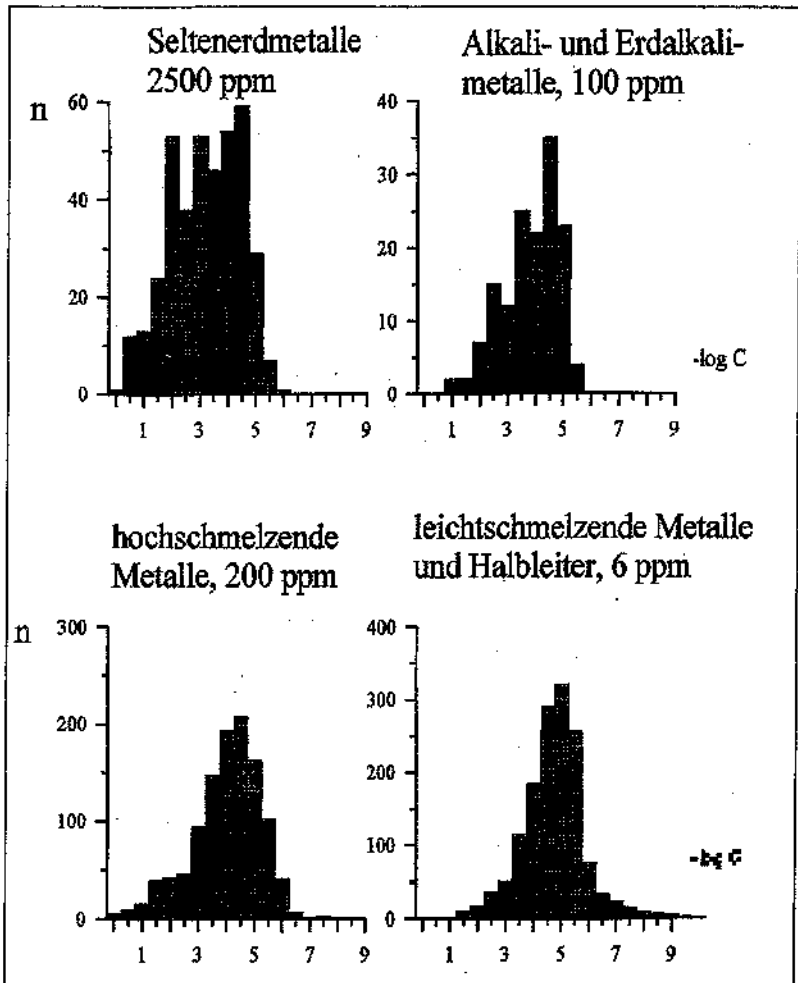 Seltenerdmetalle
2500 ppm
n
60
40
20
0
1 3 5 7 9
Alkali- und Erdalkali-
metalle, 100 ppm
40
30
20
10
0
1 3 5 7 9
-log C
hochschmelzende
Metalle, 200 ppm
n
300
200
100
0
1 3 5 7 9
leichtschmelzende Metalle
und Halbleiter, 6 ppm
400
300
200
100
0
1 3 5 7 9